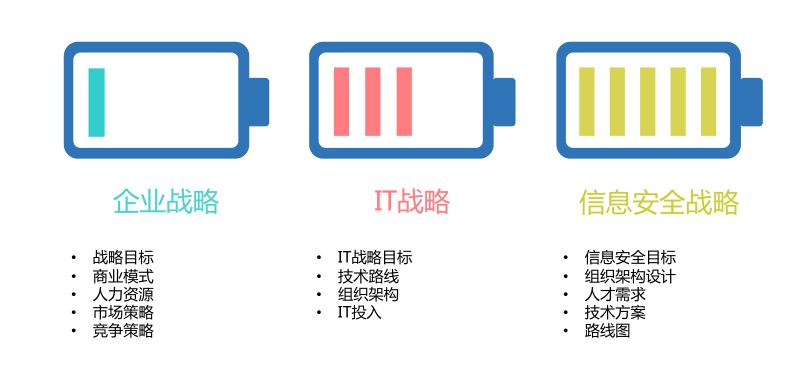 企业战略
• 战略目标
• 商业模式
• 人力资源
• 市场策略
• 竞争策略
IT战略
• IT战略目标
• 技术路线
• 组织架构
• IT投入
信息安全战略
• 信息安全目标
• 组织架构设计
• 人才需求
• 技术方案
• 路线图